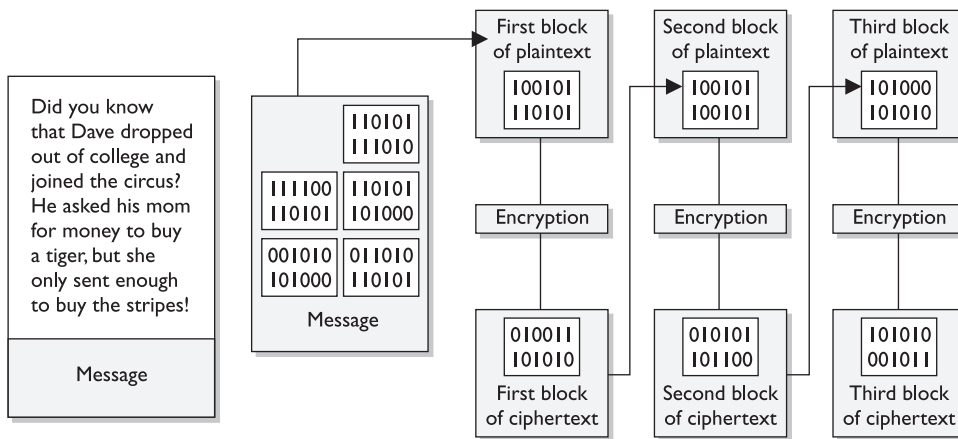 Did you know
that Dave dropped
out of college and
joined the circus?
He asked his mom
for money to buy
a tiger, but she
only sent enough
to buy the stripes!
Message
110101
111010
111100
110101
110101
101000
001010
101000
011010
110101
Message
First block
of plaintext
100101
110101
Encryption
010011
101010
First block
of ciphertext
Second block
of plaintext
100101
100101
Encryption
010101
101100
Second block
of ciphertext
Third block
of plaintext
101000
101010
Encryption
101010
001011
Third block
of ciphertext